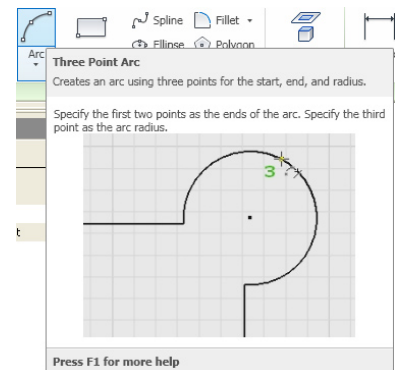 Spline Fillet
Arc Ellipse Polygon
Three Point Arc
Creates an arc using three points for the start, end, and radius.
Specify the first two points as the ends of the arc. Specify the third
point as the arc radius.
3
Press F1 for more help